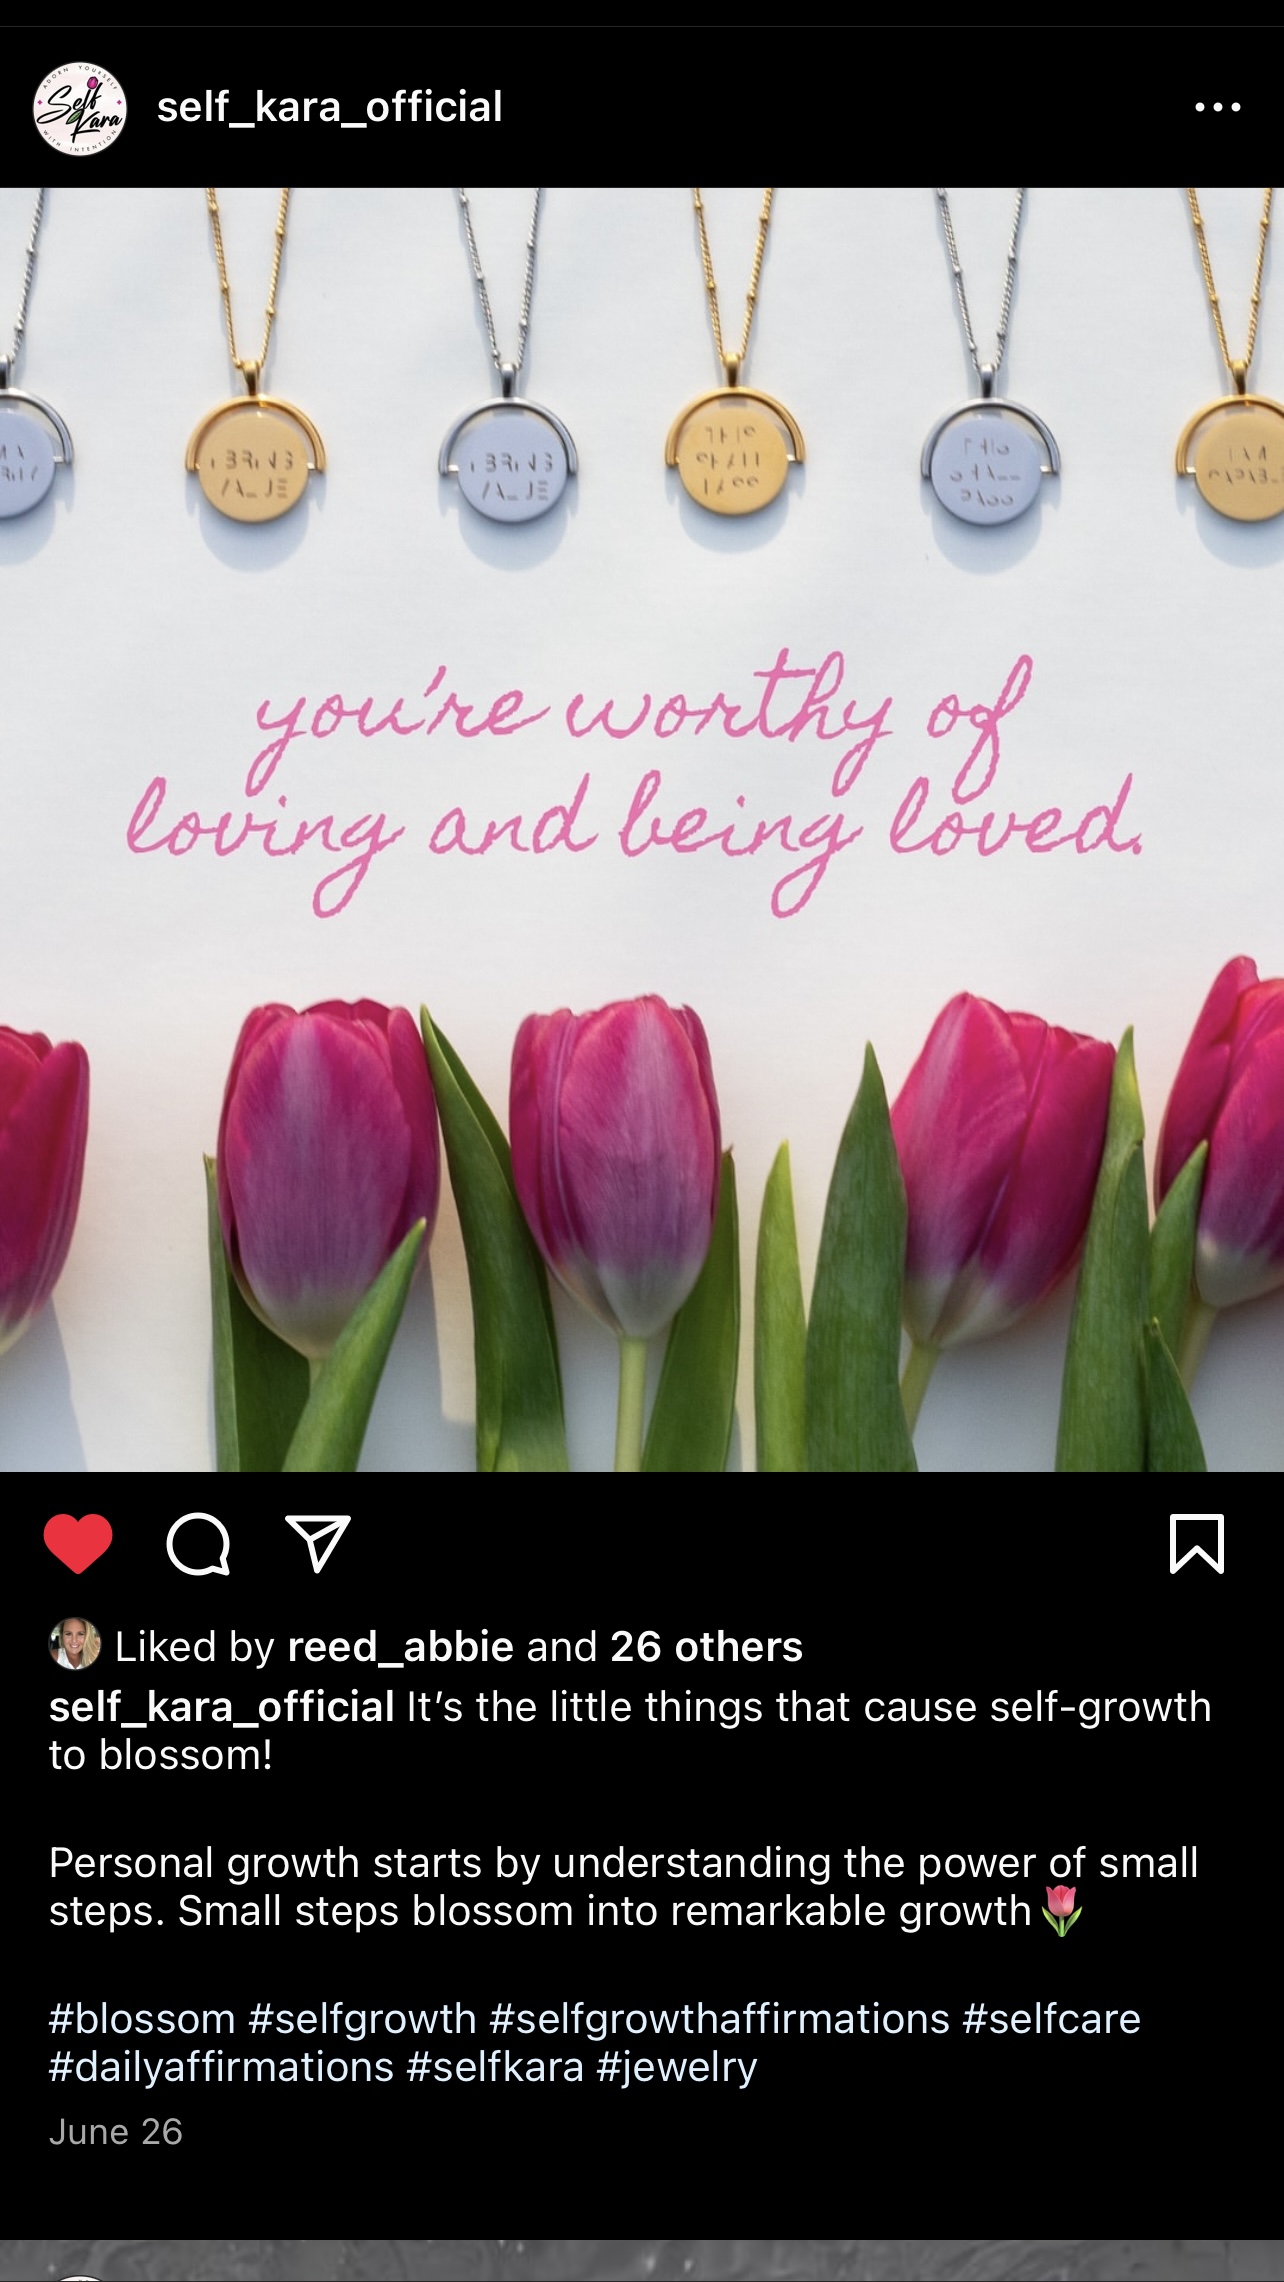 ADORN YOURSELF
Self
Kara
WITH INTENTION
self_kara_official
you're worthy of
loving and being loved.
Liked by reed_abbie and 26 others
self_kara_official It's the little things that cause self-growth
to blossom!
Personal growth starts by understanding the power of small
steps. Small steps blossom into remarkable growth🌷
#blossom #selfgrowth #selfgrowthaffirmations #selfcare
#dailyaffirmations #selfkara #jewelry
June 26